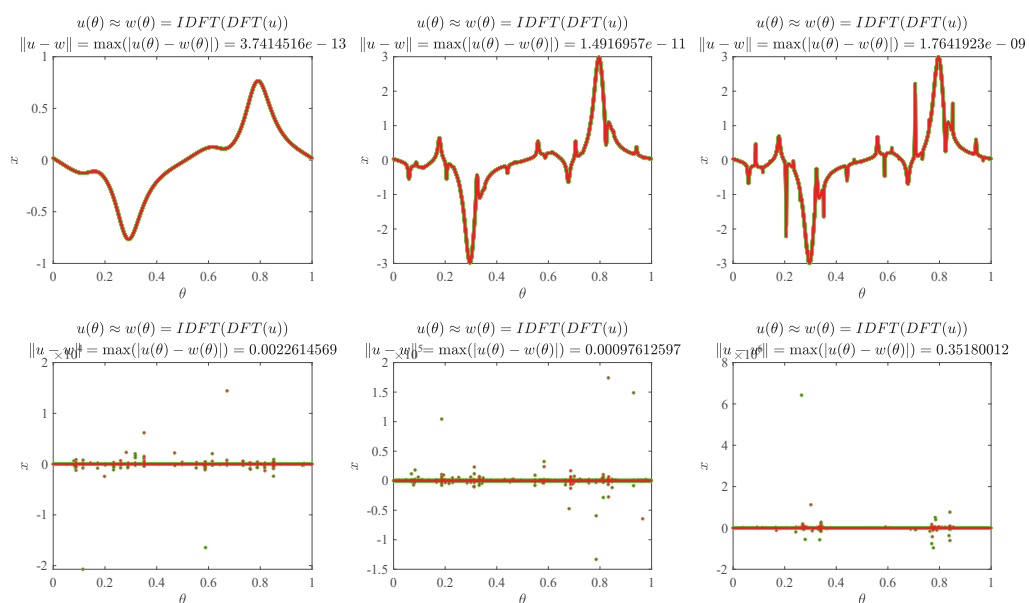 u(θ) ≈ w(θ) = IDFT(DFT(u))
‖u − w‖ = max(|u(θ) − w(θ)|) = 3.7414516e − 13
1
0.5
0
-0.5
-1
x
0 0.2 0.4 0.6 0.8 1
θ
u(θ) ≈ w(θ) = IDFT(DFT(u))
‖u − w‖ = max(|u(θ) − w(θ)|) = 1.4916957e − 11
3
2
1
0
-1
-2
-3
x
0 0.2 0.4 0.6 0.8 1
θ
u(θ) ≈ w(θ) = IDFT(DFT(u))
‖u − w‖ = max(|u(θ) − w(θ)|) = 1.7641923e − 09
3
2
1
0
-1
-2
-3
x
0 0.2 0.4 0.6 0.8 1
θ
u(θ) ≈ w(θ) = IDFT(DFT(u))
‖u − w‖ = max(|u(θ) − w(θ)|) = 0.0022614569
2
1
0
-1
-2
x
0 0.2 0.4 0.6 0.8 1
θ
u(θ) ≈ w(θ) = IDFT(DFT(u))
‖u − w‖ = max(|u(θ) − w(θ)|) = 0.00097612597
×10⁵
2
1.5
1
0.5
0
-0.5
-1
-1.5
x
0 0.2 0.4 0.6 0.8 1
θ
u(θ) ≈ w(θ) = IDFT(DFT(u))
‖u − w‖ = max(|u(θ) − w(θ)|) = 0.35180012
8
6
4
2
0
-2
x
0 0.2 0.4 0.6 0.8 1
θ